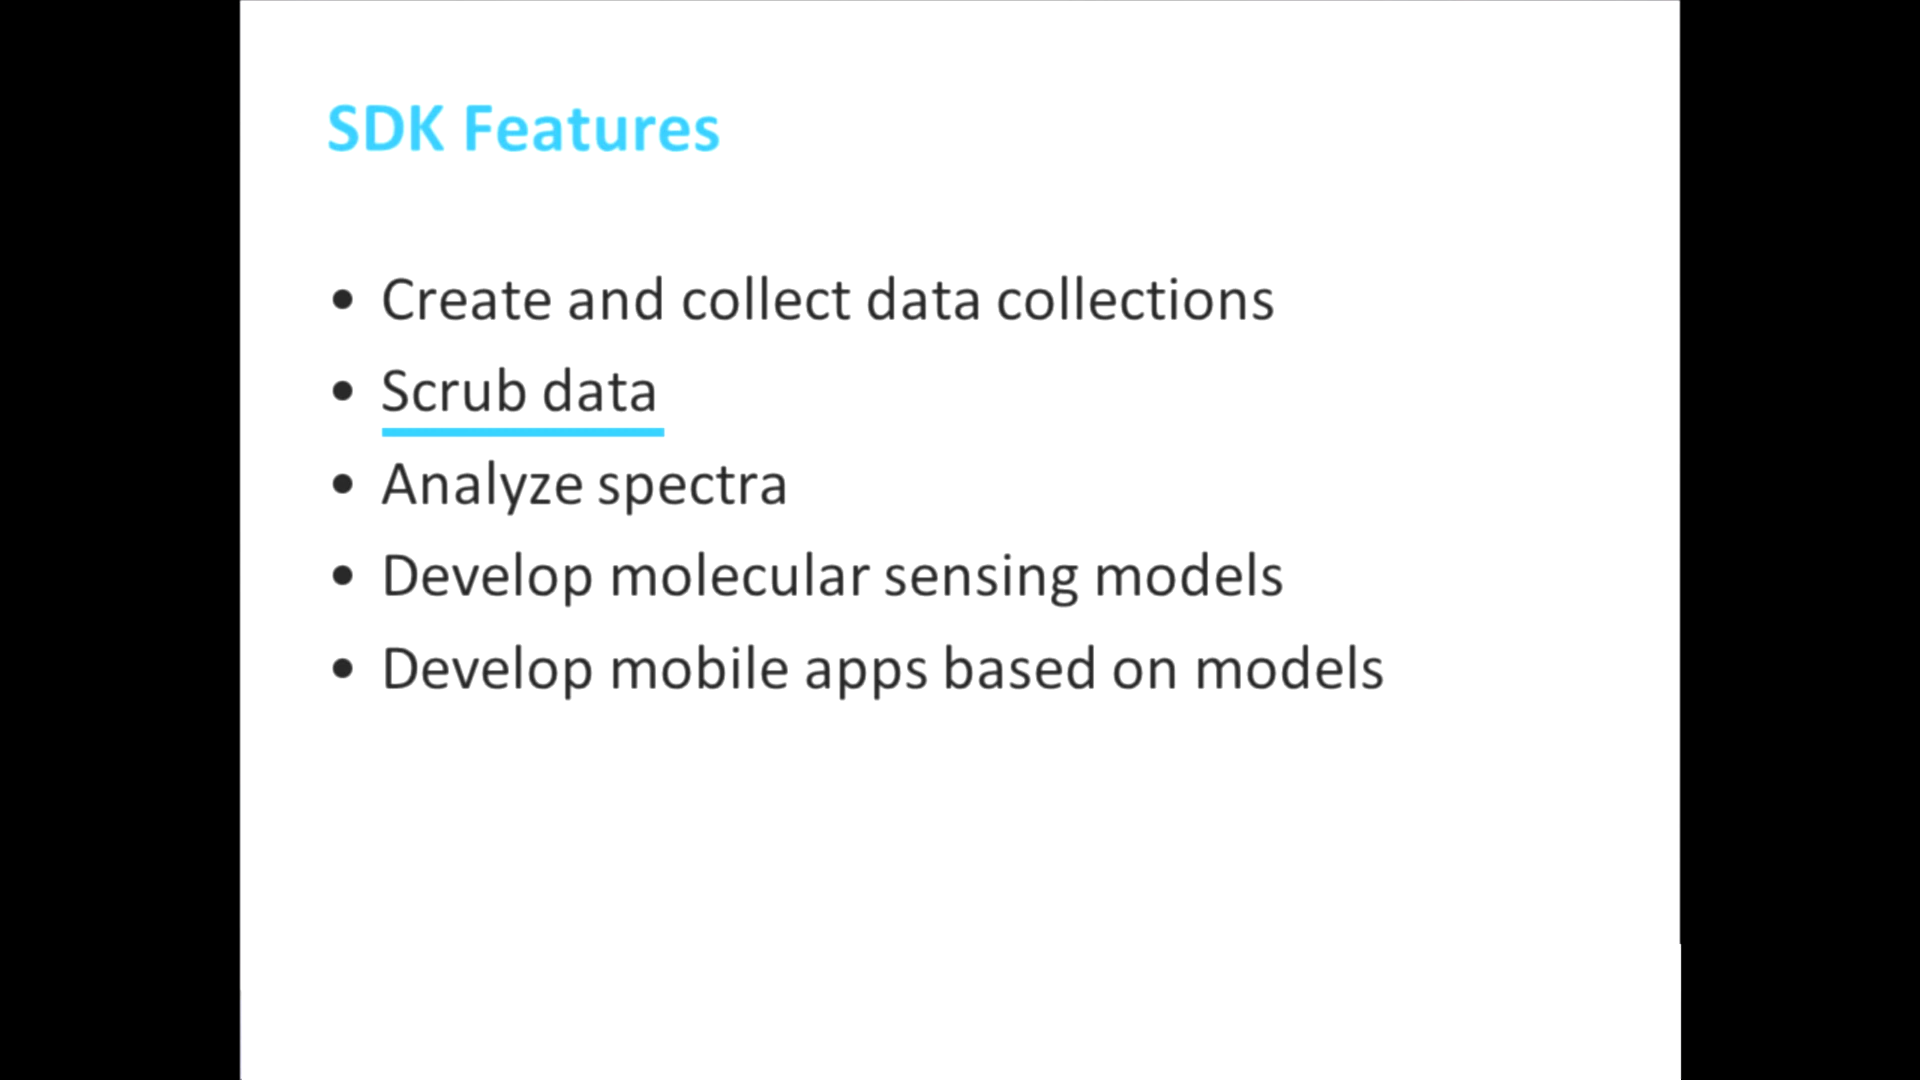 SDK Features
• Create and collect data collections
• Scrub data
• Analyze spectra
• Develop molecular sensing models
• Develop mobile apps based on models